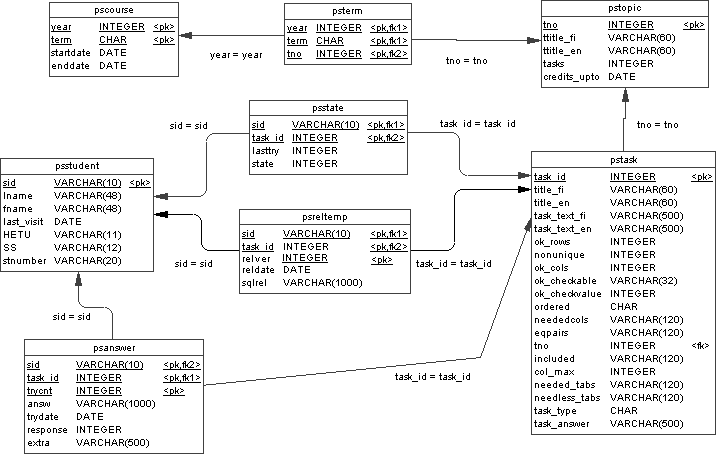 pscourse
year INTEGER <pk>
term CHAR <pk>
startdate DATE
enddate DATE
year = year
psterm
year INTEGER <pk,fk1>
term CHAR <pk,fk1>
tno INTEGER <pk,fk2>
tno = tno
pstopic
tno INTEGER <pk>
ttitle_fi VARCHAR(60)
ttitle_en VARCHAR(60)
tasks INTEGER
credits_upto DATE
tno = tno
sid = sid
psstate
sid VARCHAR(10) <pk,fk1>
task_id INTEGER <pk,fk2>
lasttry INTEGER
state INTEGER
task_id = task_id
psstudent
sid VARCHAR(10) <pk>
lname VARCHAR(48)
fname VARCHAR(48)
last_visit DATE
HETU VARCHAR(11)
SS VARCHAR(12)
stnumber VARCHAR(20)
sid = sid
psreltemp
sid VARCHAR(10) <pk,fk1>
task_id INTEGER <pk,fk2>
relver INTEGER <pk>
reldate DATE
sqlrel VARCHAR(1000)
task_id = task_id
pstask
task_id INTEGER <pk>
title_fi VARCHAR(60)
title_en VARCHAR(60)
task_text_fi VARCHAR(500)
task_text_en VARCHAR(500)
ok_rows INTEGER
nonunique INTEGER
ok_cols INTEGER
ok_checkable VARCHAR(32)
ok_checkvalue INTEGER
ordered CHAR
neededcols VARCHAR(120)
eqpairs VARCHAR(120)
tno INTEGER <fk>
included VARCHAR(120)
col_max INTEGER
needed_tabs VARCHAR(120)
needless_tabs VARCHAR(120)
task_type CHAR
task_answer VARCHAR(500)
sid = sid
psanswer
sid VARCHAR(10) <pk,fk2>
task_id INTEGER <pk,fk1>
trycnt INTEGER <pk>
answ VARCHAR(1000)
trydate DATE
response INTEGER
extra VARCHAR(500)
task_id = task_id